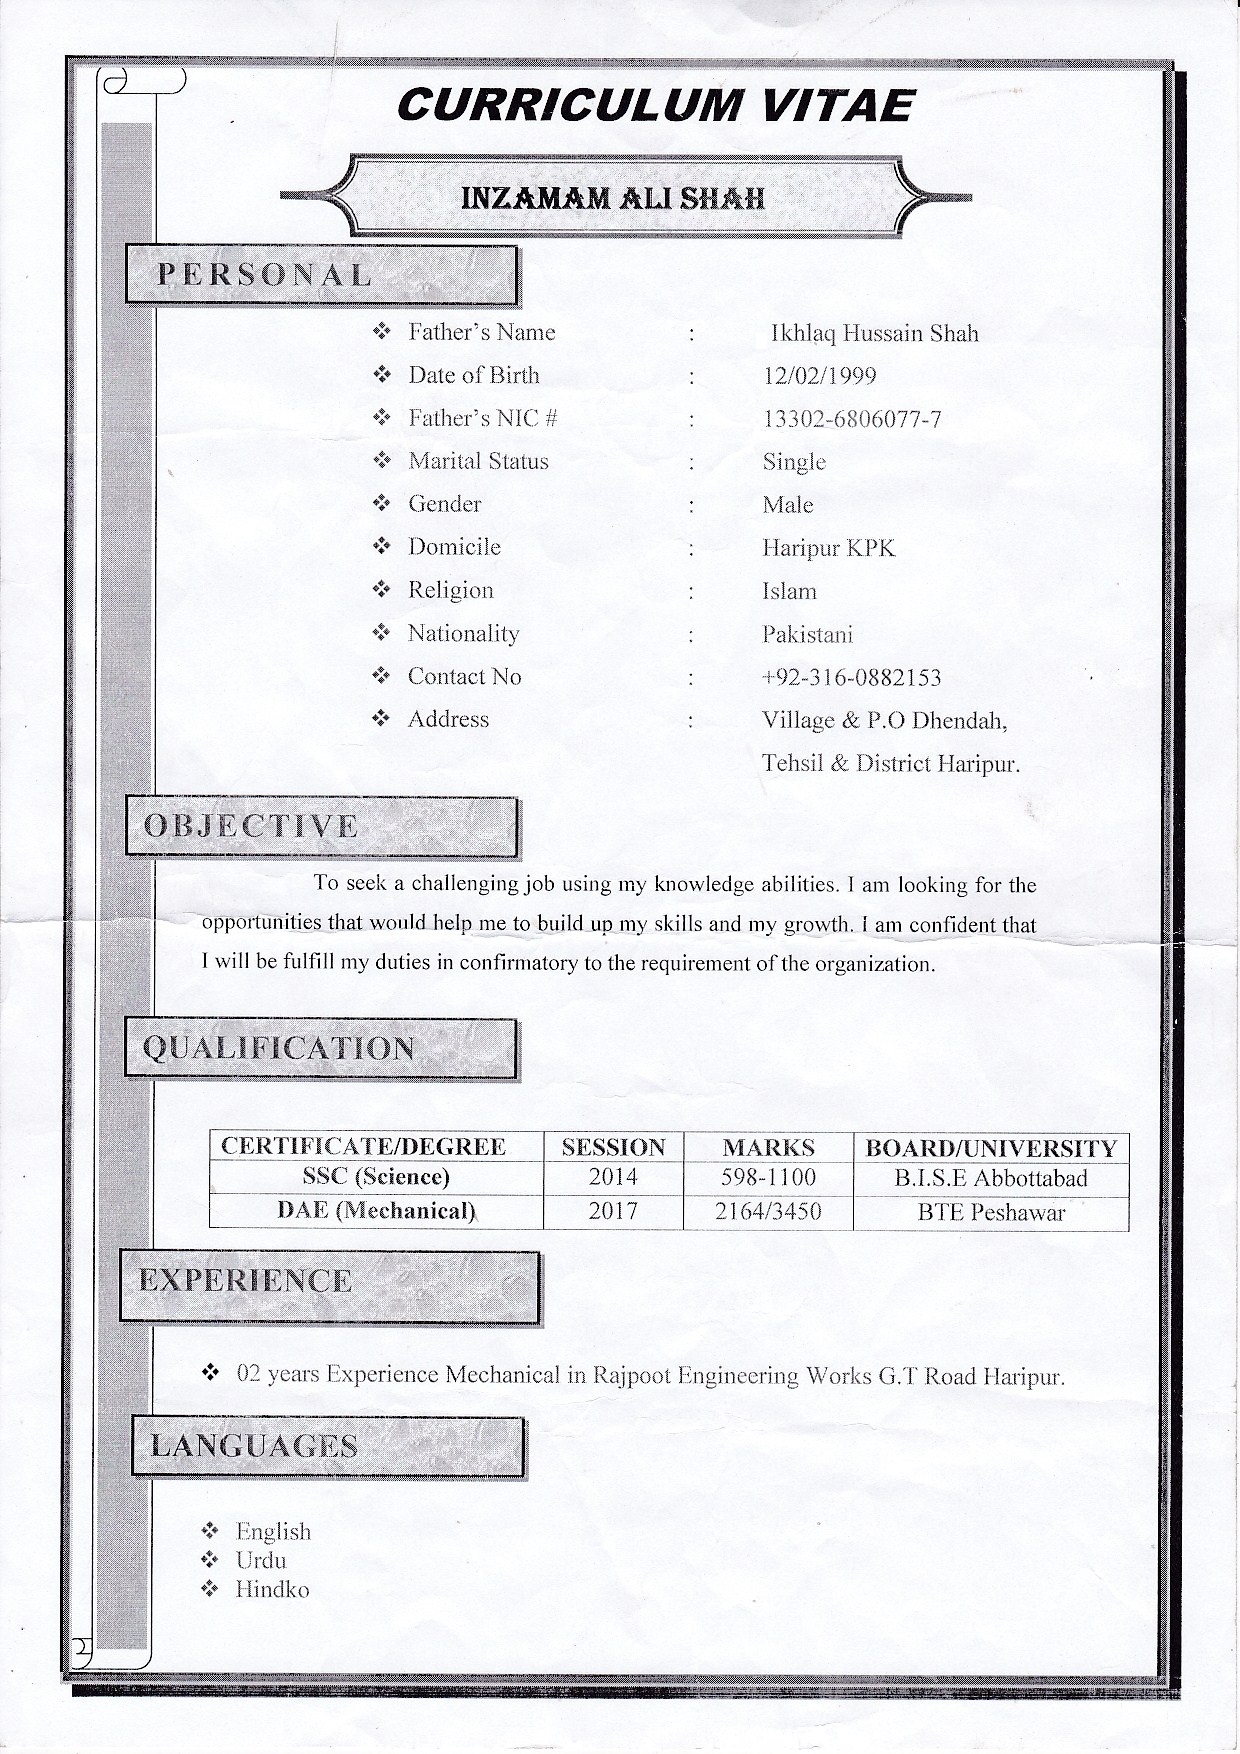 CURRICULUM VITAE
INZAMAM ALI SHAH
PERSONAL
❖ Father's Name : Ikhlaq Hussain Shah
❖ Date of Birth : 12/02/1999
❖ Father's NIC # : 13302-6806077-7
❖ Marital Status : Single
❖ Gender : Male
❖ Domicile : Haripur KPK
❖ Religion : Islam
❖ Nationality : Pakistani
❖ Contact No : +92-316-0882153
❖ Address : Village & P.O Dhendah,
Tehsil & District Haripur.
OBJECTIVE
To seek a challenging job using my knowledge abilities. I am looking for the
opportunities that would help me to build up my skills and my growth. I am confident that
I will be fulfill my duties in confirmatory to the requirement of the organization.
QUALIFICATION
CERTIFICATE/DEGREE SESSION MARKS BOARD/UNIVERSITY
SSC (Science) 2014 598-1100 B.I.S.E Abbottabad
DAE (Mechanical) 2017 2164/3450 BTE Peshawar
EXPERIENCE
❖ 02 years Experience Mechanical in Rajpoot Engineering Works G.T Road Haripur.
LANGUAGES
❖ English
❖ Urdu
❖ Hindko